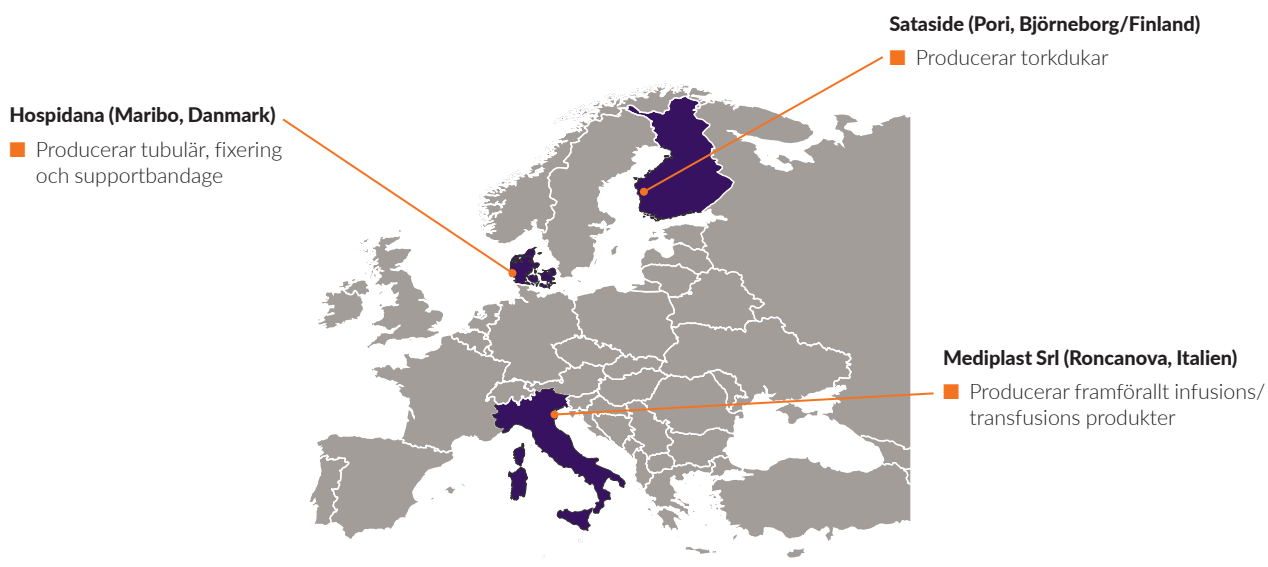 Sataside (Pori, Björneborg/Finland)
Producerar torkdukar
Hospidana (Maribo, Danmark)
Producerar tubulär, fixering
och supportbandage
Mediplast Srl (Roncanova, Italien)
Producerar framförallt infusions/
transfusions produkter